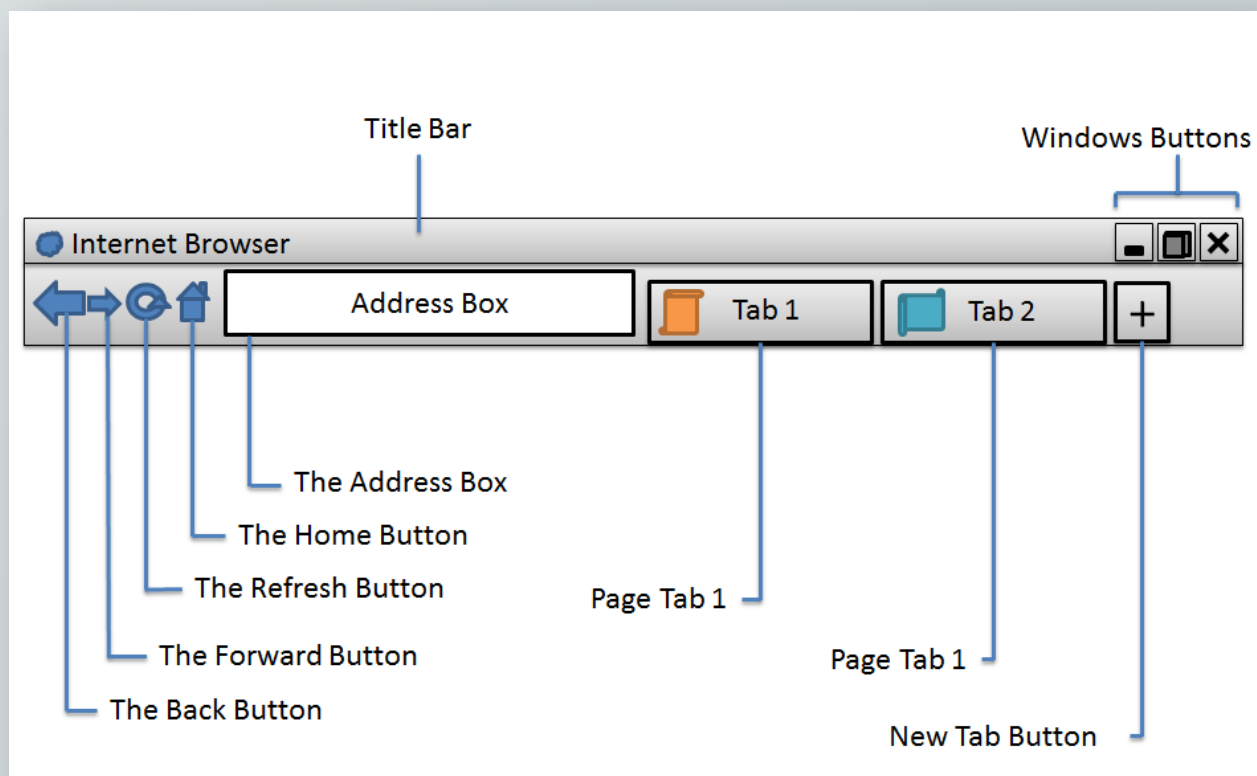 Title Bar
Windows Buttons
Internet Browser
Address Box
Tab 1
Tab 2
+
The Address Box
The Home Button
The Refresh Button
Page Tab 1
The Forward Button
Page Tab 1
The Back Button
New Tab Button